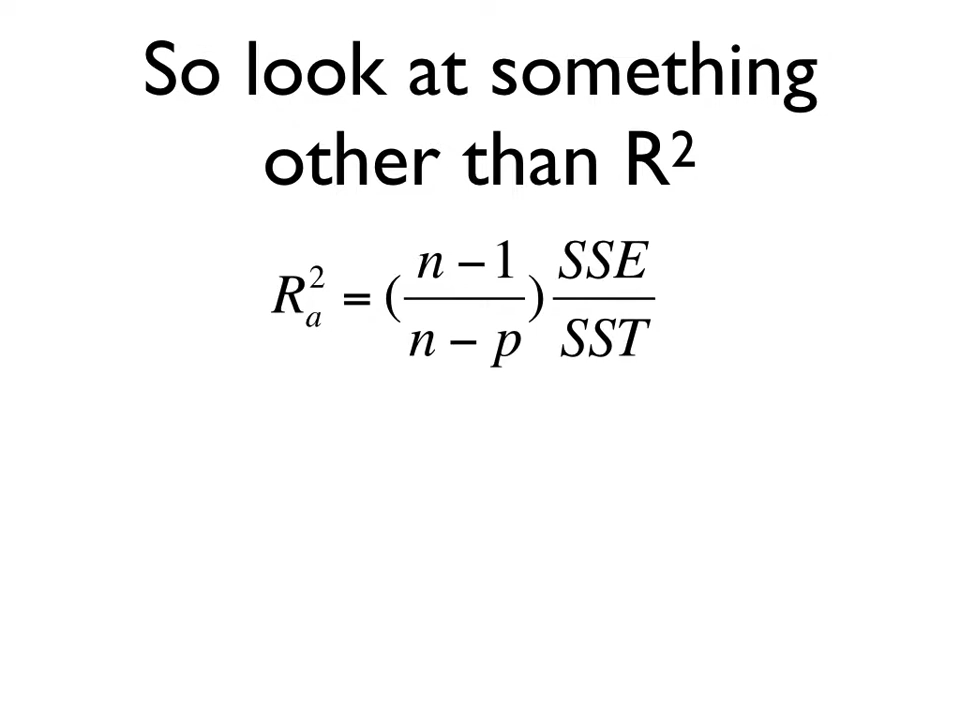 So look at something
other than R²
R²ₐ = (n − 1 / n − p) SSE / SST